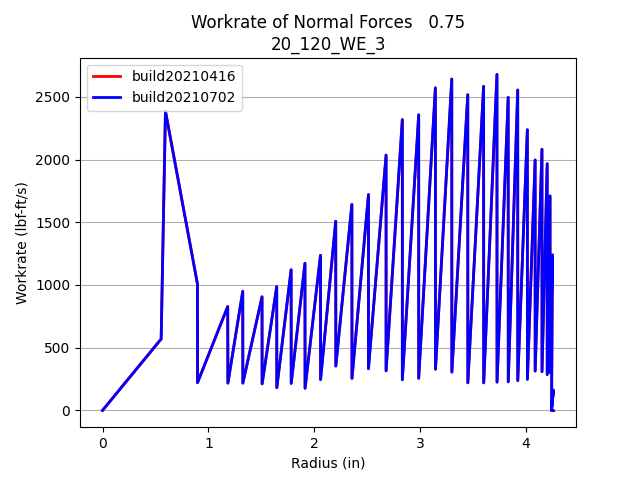 Workrate of Normal Forces 0.75
20_120_WE_3
build20210416
build20210702
Workrate (lbf-ft/s)
2500
2000
1500
1000
500
0
0 1 2 3 4
Radius (in)